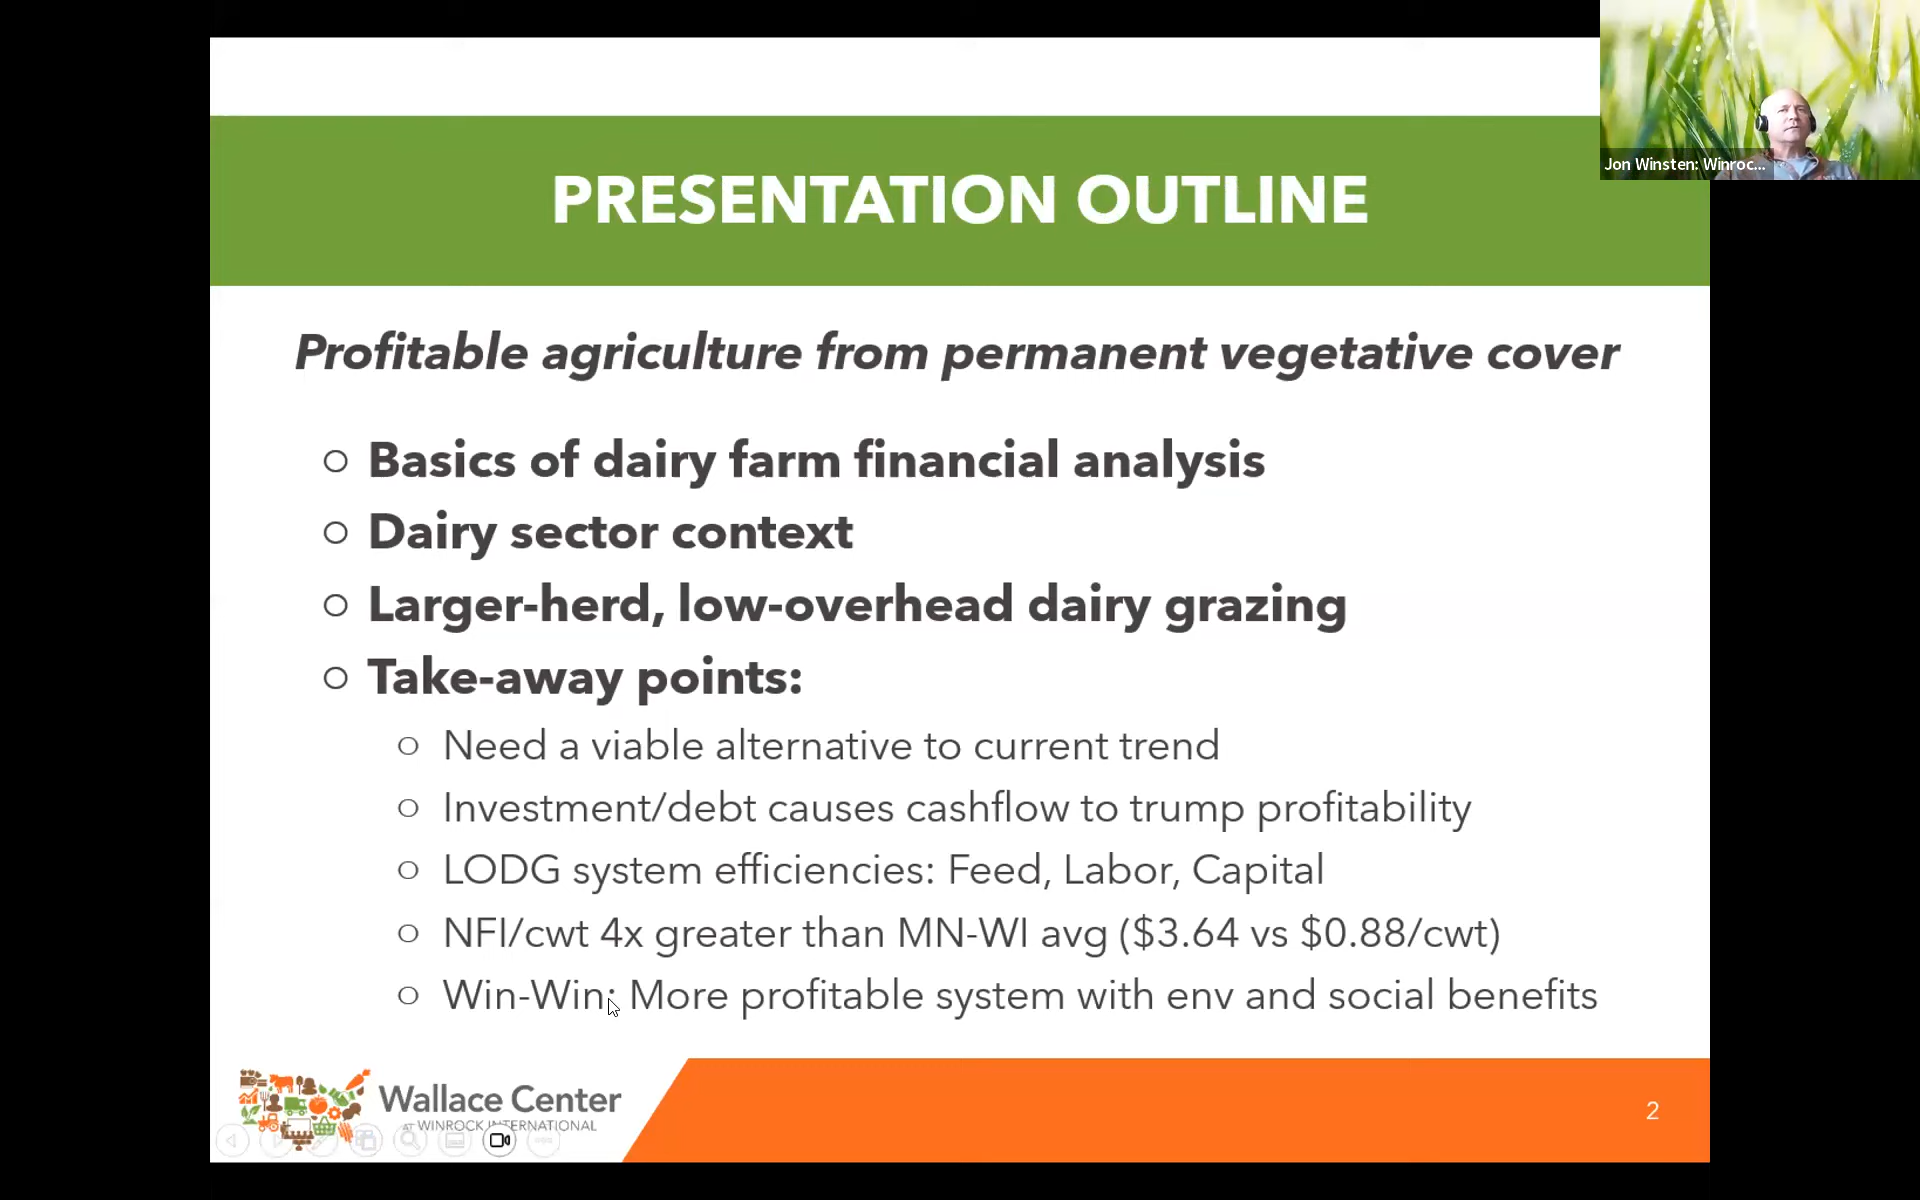 Jon Winsten: Winroc...
PRESENTATION OUTLINE
Profitable agriculture from permanent vegetative cover
Basics of dairy farm financial analysis
Dairy sector context
Larger-herd, low-overhead dairy grazing
Take-away points:
Need a viable alternative to current trend
Investment/debt causes cashflow to trump profitability
LODG system efficiencies: Feed, Labor, Capital
NFI/cwt 4x greater than MN-WI avg ($3.64 vs $0.88/cwt)
Win-Win: More profitable system with env and social benefits
Wallace Center
AT WINROCK INTERNATIONAL
2